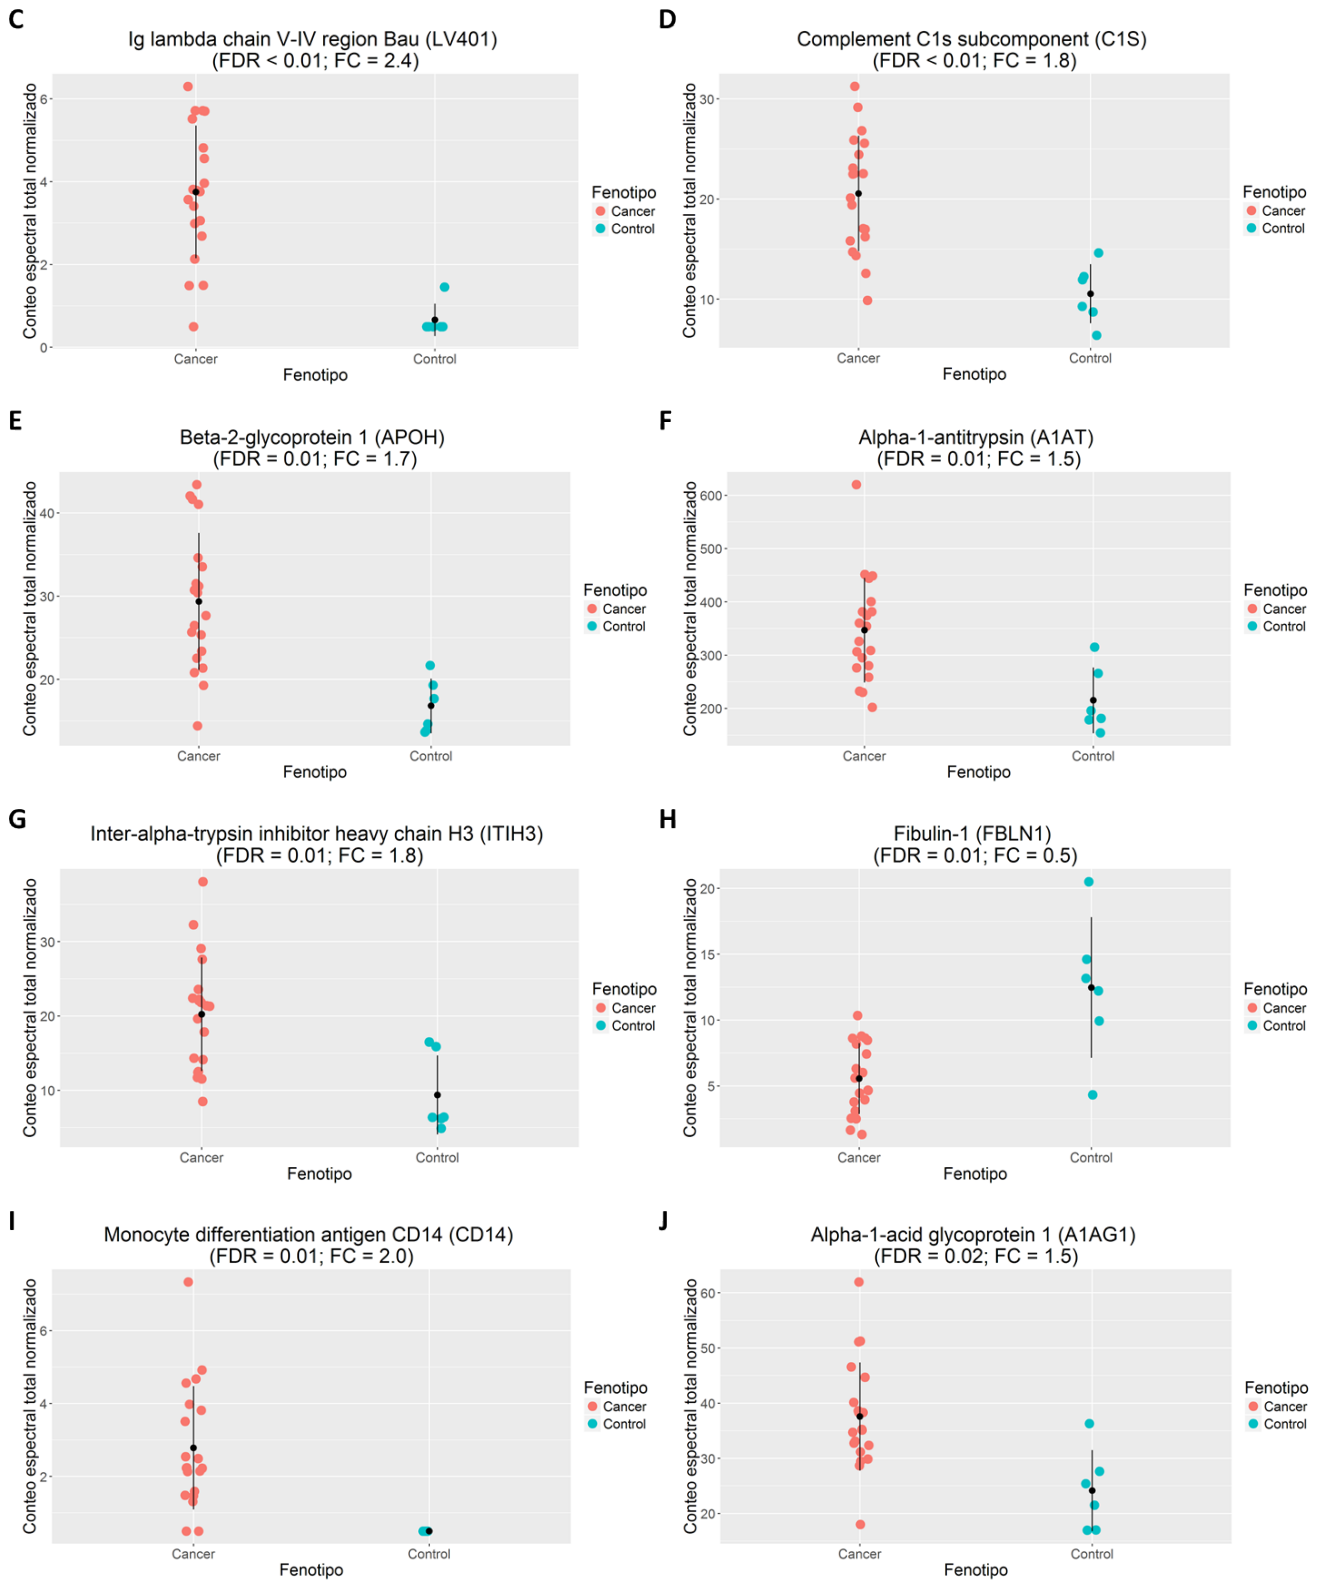 C
Ig lambda chain V-IV region Bau (LV401)
(FDR < 0.01; FC = 2.4)
Conteo espectral total normalizado
6
4
2
0
Cancer
Control
Fenotipo
Fenotipo
Cancer
Control
D
Complement C1s subcomponent (C1S)
(FDR < 0.01; FC = 1.8)
Conteo espectral total normalizado
30
20
10
Cancer
Control
Fenotipo
Fenotipo
Cancer
Control
E
Beta-2-glycoprotein 1 (APOH)
(FDR = 0.01; FC = 1.7)
Conteo espectral total normalizado
40
30
20
Cancer
Control
Fenotipo
Fenotipo
Cancer
Control
F
Alpha-1-antitrypsin (A1AT)
(FDR = 0.01; FC = 1.5)
Conteo espectral total normalizado
600
500
400
300
200
Cancer
Control
Fenotipo
Fenotipo
Cancer
Control
G
Inter-alpha-trypsin inhibitor heavy chain H3 (ITIH3)
(FDR = 0.01; FC = 1.8)
Conteo espectral total normalizado
30
20
10
Cancer
Control
Fenotipo
Fenotipo
Cancer
Control
H
Fibulin-1 (FBLN1)
(FDR = 0.01; FC = 0.5)
Conteo espectral total normalizado
20
15
10
5
Cancer
Control
Fenotipo
Fenotipo
Cancer
Control
I
Monocyte differentiation antigen CD14 (CD14)
(FDR = 0.01; FC = 2.0)
Conteo espectral total normalizado
6
4
2
Cancer
Control
Fenotipo
Fenotipo
Cancer
Control
J
Alpha-1-acid glycoprotein 1 (A1AG1)
(FDR = 0.02; FC = 1.5)
Conteo espectral total normalizado
60
50
40
30
20
Cancer
Control
Fenotipo
Fenotipo
Cancer
Control